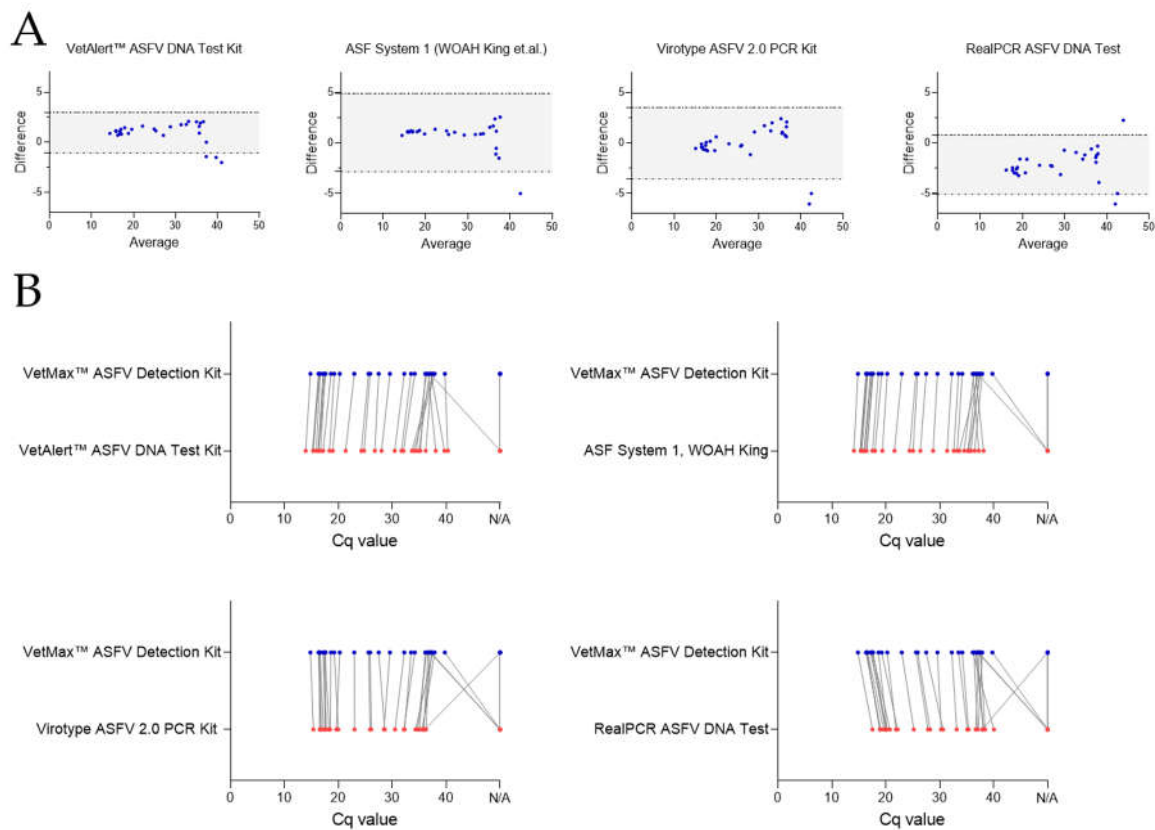 A
VetAlert™ ASFV DNA Test Kit
5
0
-5
Difference
0 10 20 30 40 50
Average
ASF System 1 (WOAH King et.al.)
5
0
-5
Difference
0 10 20 30 40 50
Average
Virotype ASFV 2.0 PCR Kit
5
0
-5
Difference
0 10 20 30 40 50
Average
RealPCR ASFV DNA Test
5
0
-5
Difference
0 10 20 30 40 50
Average
B
VetMax™ ASFV Detection Kit
VetAlert™ ASFV DNA Test Kit
0 10 20 30 40 N/A
Cq value
VetMax™ ASFV Detection Kit
ASF System 1, WOAH King
0 10 20 30 40 N/A
Cq value
VetMax™ ASFV Detection Kit
Virotype ASFV 2.0 PCR Kit
0 10 20 30 40 N/A
Cq value
VetMax™ ASFV Detection Kit
RealPCR ASFV DNA Test
0 10 20 30 40 N/A
Cq value